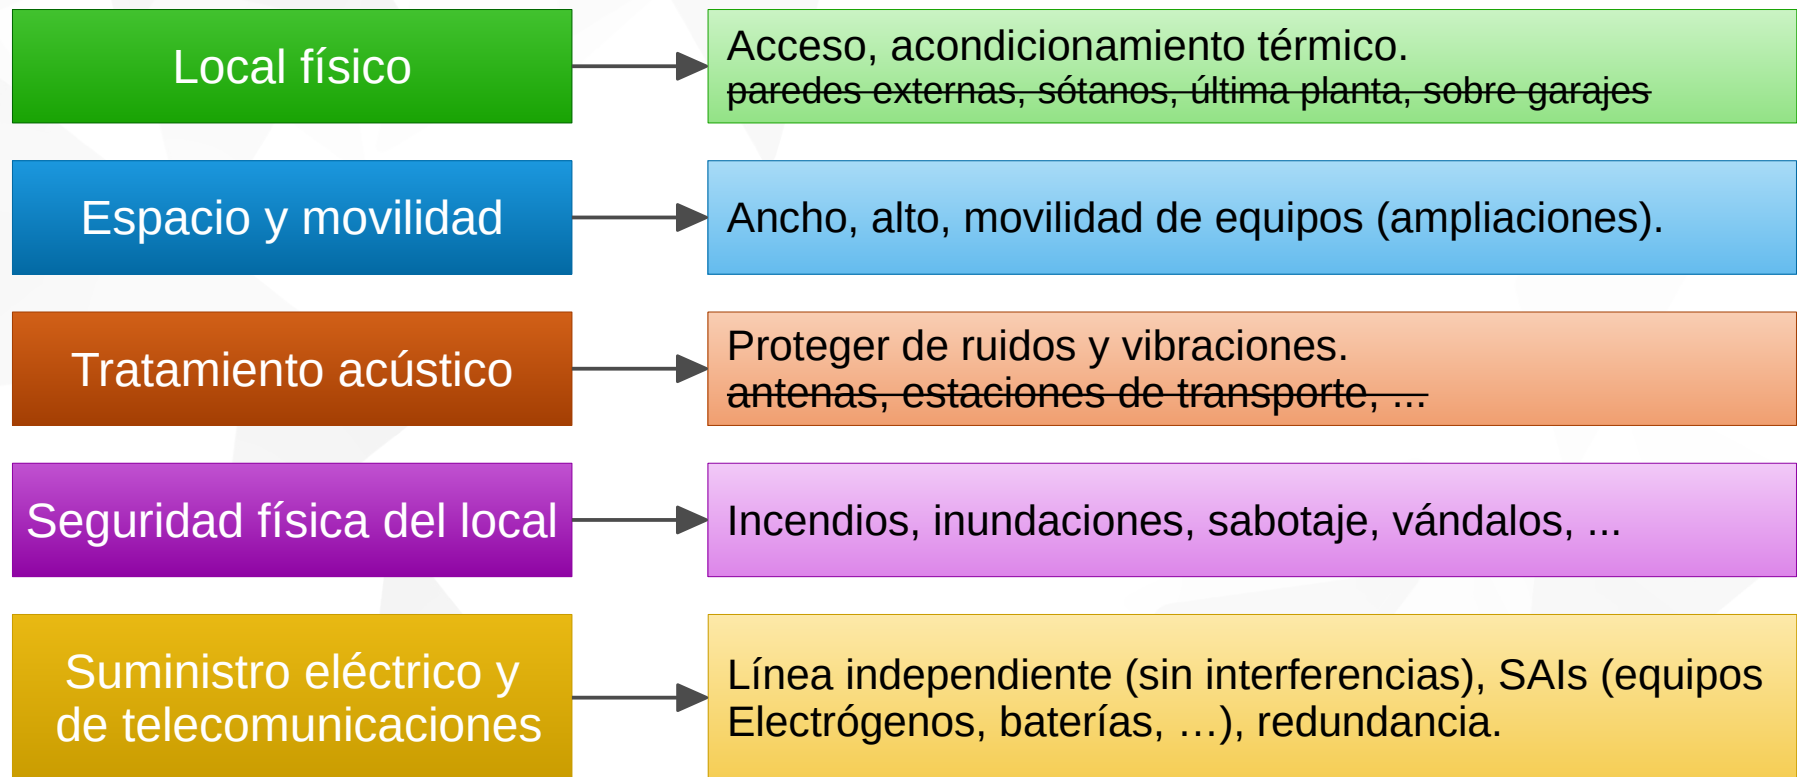 Local físico
Acceso, acondicionamiento térmico.
paredes externas, sótanos, última planta, sobre garajes
Espacio y movilidad
Ancho, alto, movilidad de equipos (ampliaciones).
Tratamiento acústico
Proteger de ruidos y vibraciones.
antenas, estaciones de transporte, ...
Seguridad física del local
Incendios, inundaciones, sabotaje, vándalos, ...
Suministro eléctrico y
de telecomunicaciones
Línea independiente (sin interferencias), SAIs (equipos
Electrógenos, baterías, …), redundancia.